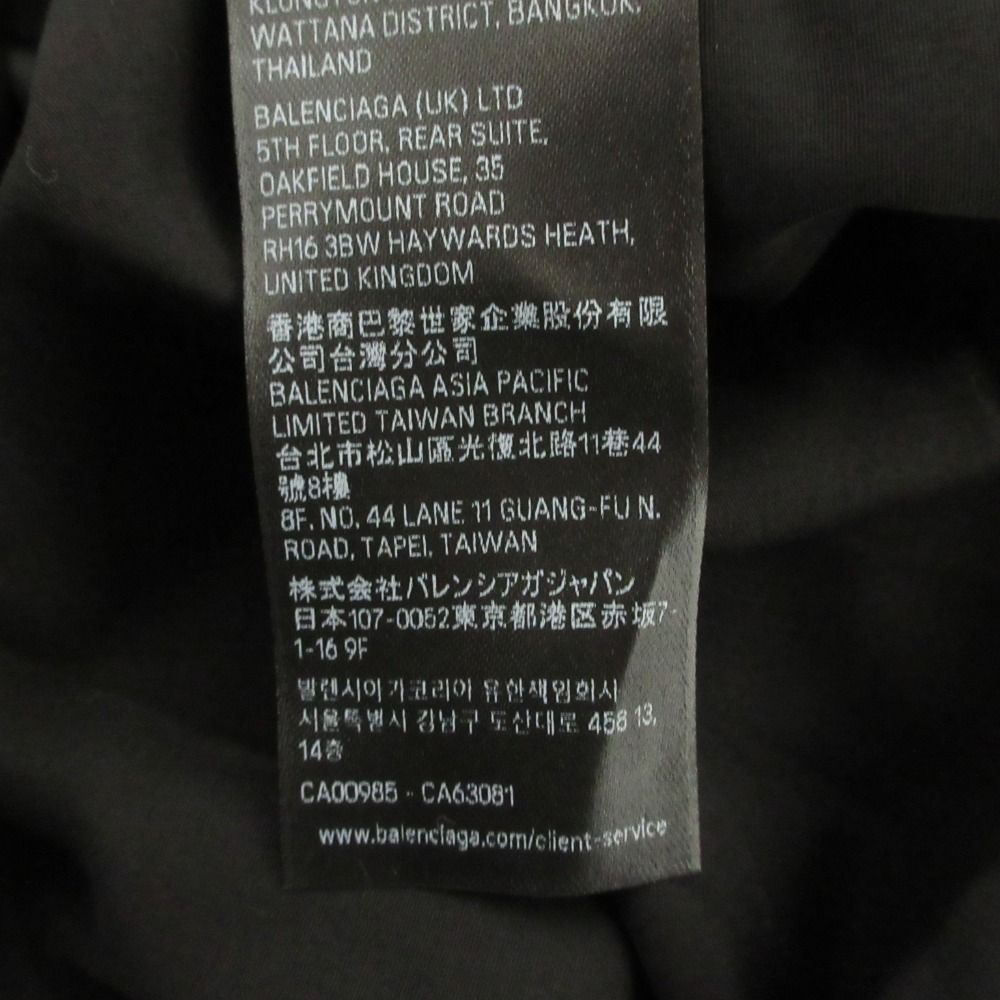 WATTANA DISTRICT, BANGKOK,
THAILAND
BALENCIAGA (UK) LTD
5TH FLOOR, REAR SUITE,
OAKFIELD HOUSE, 35
PERRYMOUNT ROAD
RH16 3BW HAYWARDS HEATH,
UNITED KINGDOM
香港商巴黎世家企業股份有限
公司台灣分公司
BALENCIAGA ASIA PACIFIC
LIMITED TAIWAN BRANCH
台北市松山區光復北路11巷44
號8樓
8F, NO. 44 LANE 11 GUANG-FU N.
ROAD, TAPEI, TAIWAN
株式会社バレンシアガジャパン
日本107-0052東京都港区赤坂7-
1-16 9F
발렌시아가코리아 유한책임회사
서울특별시 강남구 도산대로 458 13,
14층
CA00985 - CA63081
www.balenciaga.com/client-service